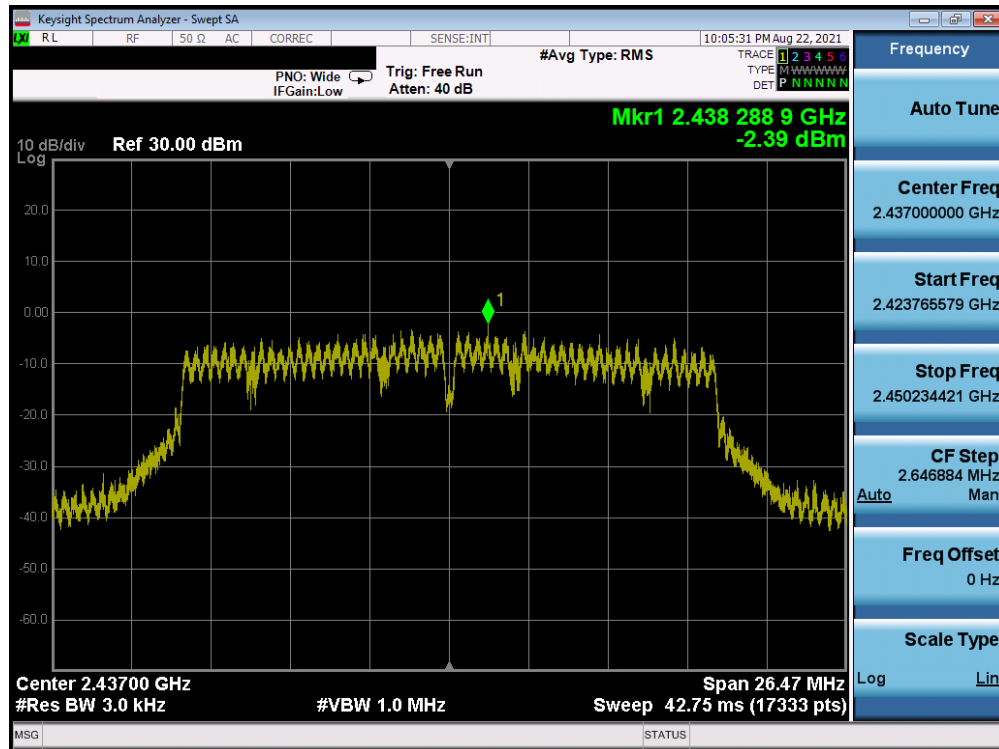 Keysight Spectrum Analyzer - Swept SA
LXI RL RF 50 Ω AC CORREC SENSE:INT 10:05:31 PM Aug 22, 2021
#Avg Type: RMS TRACE 1 2 3 4 5 6
PNO: Wide Trig: Free Run TYPE M WWWWW
IFGain:Low Atten: 40 dB DET P N N N N N
Mkr1 2.438 288 9 GHz
-2.39 dBm
10 dB/div Ref 30.00 dBm
Log
20.0
10.0
0.00
1
-10.0
-20.0
-30.0
-40.0
-50.0
-60.0
Center 2.43700 GHz Span 26.47 MHz
#Res BW 3.0 kHz #VBW 1.0 MHz Sweep 42.75 ms (17333 pts)
MSG STATUS
Frequency
Auto Tune
Center Freq
2.437000000 GHz
Start Freq
2.423765579 GHz
Stop Freq
2.450234421 GHz
CF Step
2.646884 MHz
Auto Man
Freq Offset
0 Hz
Scale Type
Log Lin